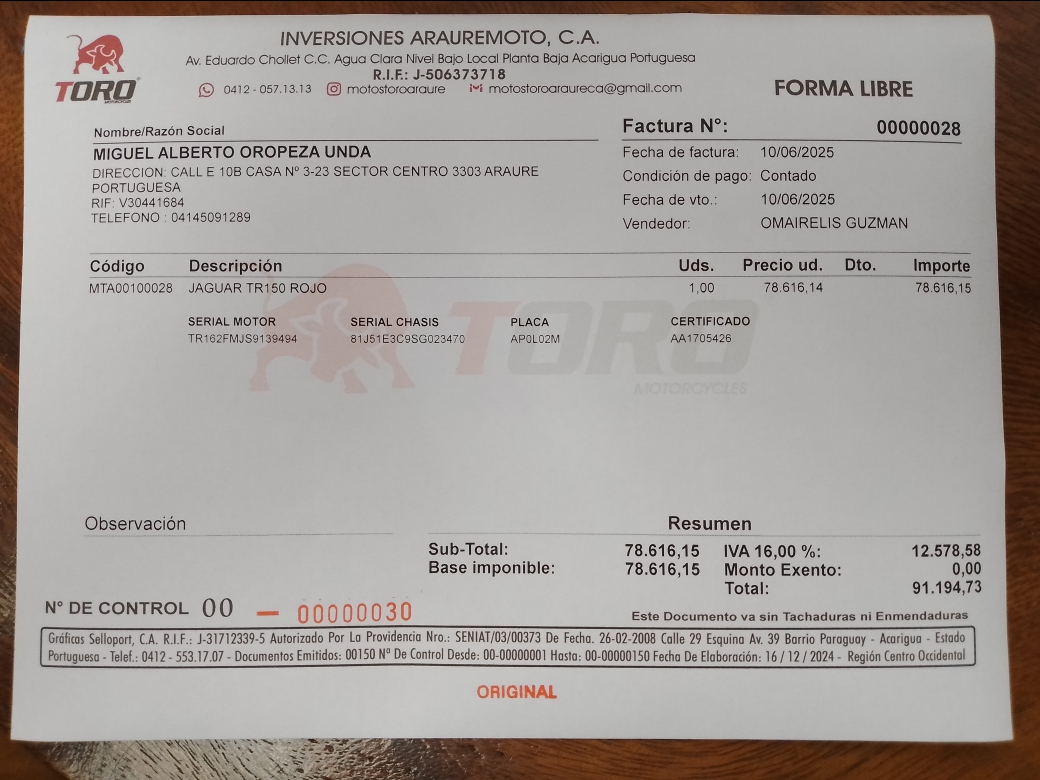 INVERSIONES ARAUREMOTO, C.A.
Av. Eduardo Chollet C.C. Agua Clara Nivel Bajo Local Planta Baja Acarigua Portuguesa
R.I.F.: J-506373718
0412 - 057.13.13 motostoroaraure motostoroaraureca@gmail.com
TORO
MOTORCYCLES
FORMA LIBRE
Nombre/Razón Social
MIGUEL ALBERTO OROPEZA UNDA
DIRECCION: CALL E 10B CASA Nº 3-23 SECTOR CENTRO 3303 ARAURE
PORTUGUESA
RIF: V30441684
TELEFONO : 04145091289
Factura N°: 00000028
Fecha de factura: 10/06/2025
Condición de pago: Contado
Fecha de vto.: 10/06/2025
Vendedor: OMAIRELIS GUZMAN
Código Descripción Uds. Precio ud. Dto. Importe
MTA00100028 JAGUAR TR150 ROJO 1,00 78.616,14 78.616,15
SERIAL MOTOR SERIAL CHASIS PLACA CERTIFICADO
TR162FMJS9139494 81J51E3C9SG023470 AP0L02M AA1705426
TORO
MOTORCYCLES
Observación
Resumen
Sub-Total: 78.616,15 IVA 16,00 %: 12.578,58
Base imponible: 78.616,15 Monto Exento: 0,00
Total: 91.194,73
N° DE CONTROL 00 — 00000030
Este Documento va sin Tachaduras ni Enmendaduras
Gráficas Selloport, C.A. R.I.F.: J-31712339-5 Autorizado Por La Providencia Nro.: SENIAT/03/00373 De Fecha. 26-02-2008 Calle 29 Esquina Av. 39 Barrio Paraguay - Acarigua - Estado
Portuguesa - Telef.: 0412 - 553.17.07 - Documentos Emitidos: 00150 Nª De Control Desde: 00-00000001 Hasta: 00-00000150 Fecha De Elaboración: 16 / 12 / 2024 - Región Centro Occidental
ORIGINAL